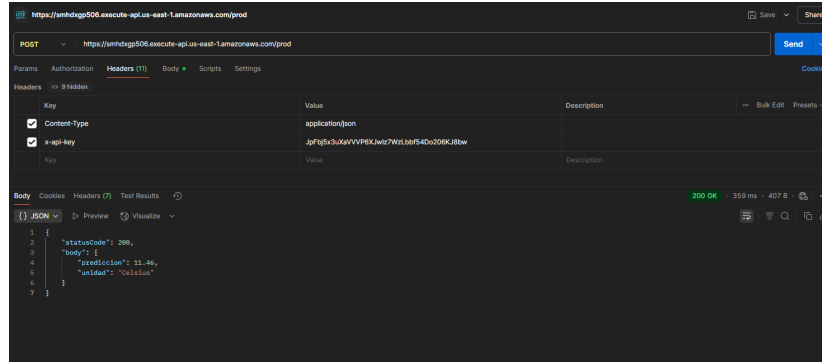 https://smhdxgp506.execute-api.us-east-1.amazonaws.com/prod Save Share
POST https://smhdxgp506.execute-api.us-east-1.amazonaws.com/prod Send
Params Authorization Headers (11) Body Scripts Settings Cookie
Headers 9 hidden
Key Value Description Bulk Edit Presets
Content-Type application/json
x-api-key
Key Value Description
Body Cookies Headers (7) Test Results 200 OK 359 ms 407 B
{} JSON Preview Visualize
1 {
2 "statusCode": 200,
3 "body": {
4 "prediccion": 11.46,
5 "unidad": "Celsius"
6 }
7 }